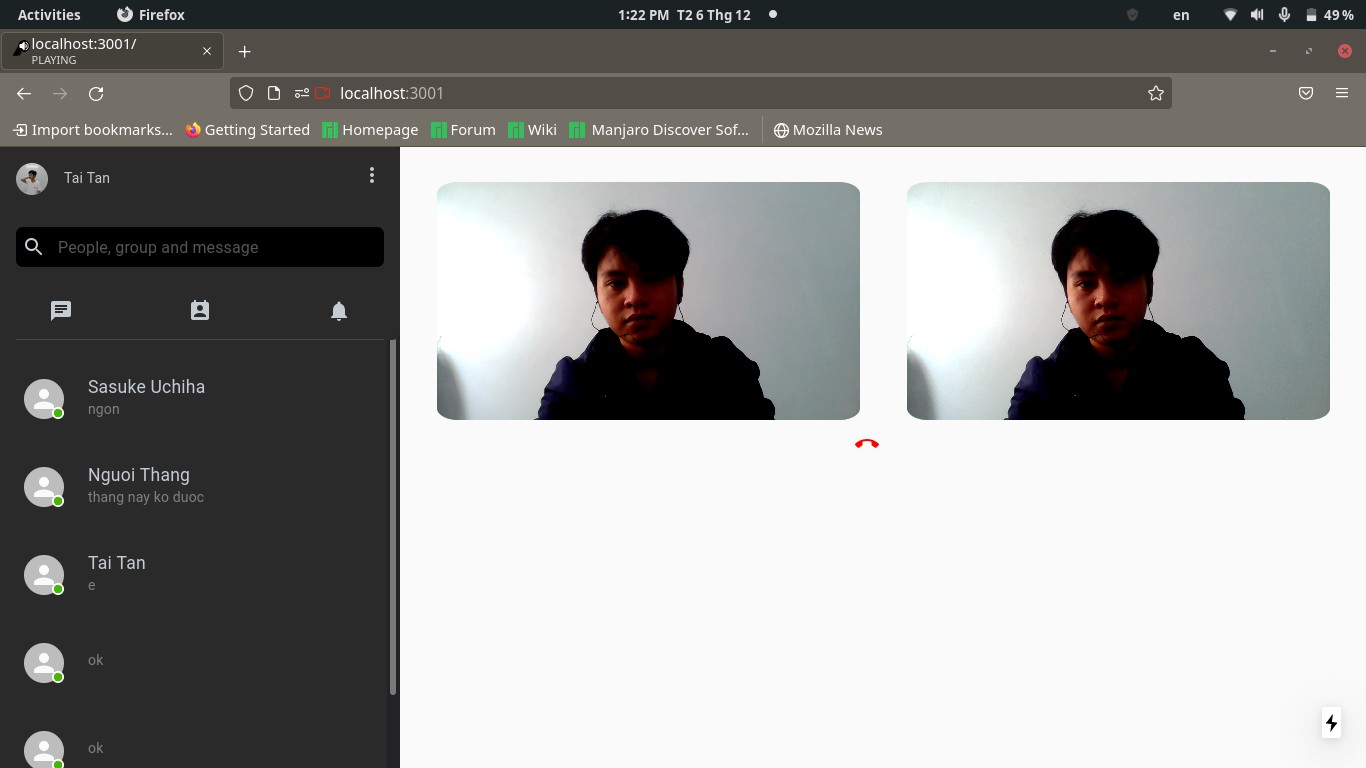 Activities
Firefox
1:22 PM T2 6 Thg 12
en
49 %
localhost:3001/
PLAYING
localhost:3001
Import bookmarks...
Getting Started
Homepage
Forum
Wiki
Manjaro Discover Sof...
Mozilla News
Tai Tan
People, group and message
Sasuke Uchiha
ngon
Nguoi Thang
thang nay ko duoc
Tai Tan
e
ok
ok